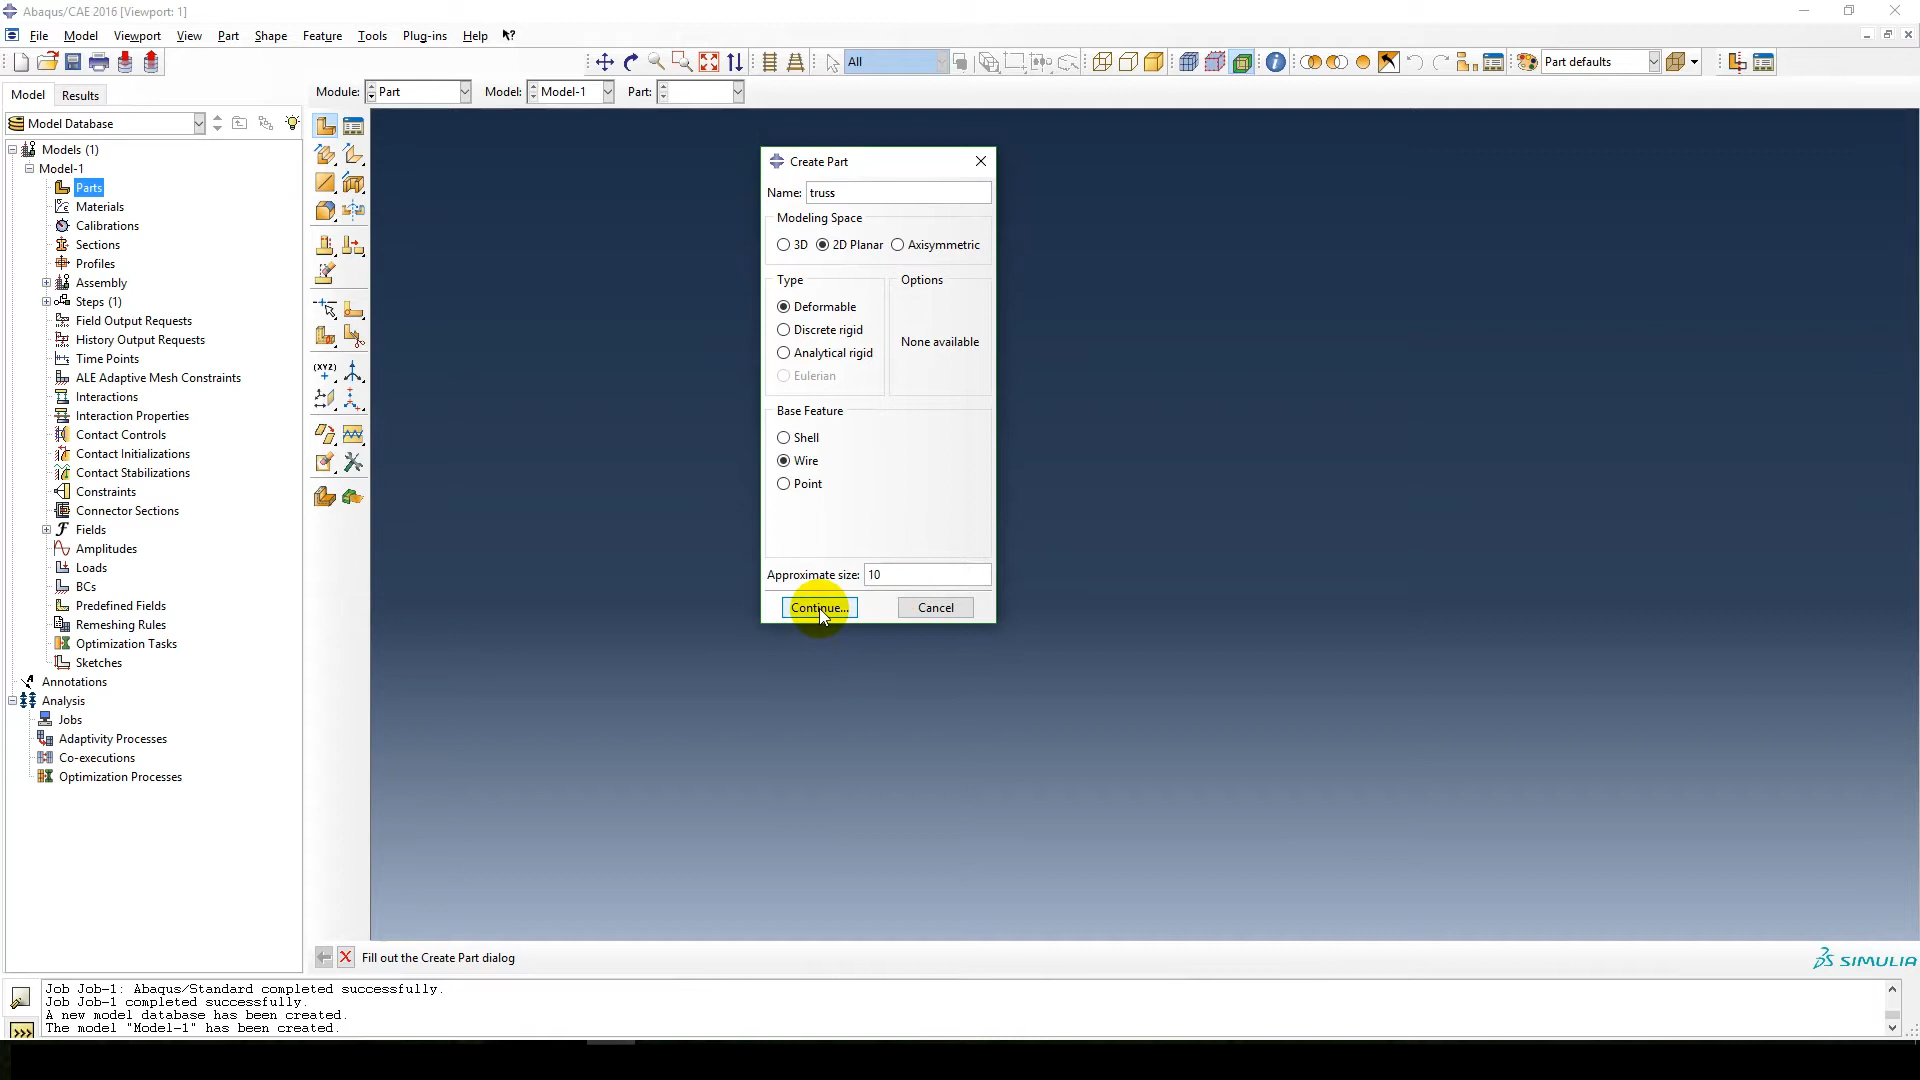 Abaqus/CAE 2016 [Viewport: 1]
File Model Viewport View Part Shape Feature Tools Plug-ins Help
All Part defaults
Model Results
Module: Part Model: Model-1 Part:
Model Database
Models (1)
Model-1
Parts
Materials
Calibrations
Sections
Profiles
Assembly
Steps (1)
Field Output Requests
History Output Requests
Time Points
ALE Adaptive Mesh Constraints
Interactions
Interaction Properties
Contact Controls
Contact Initializations
Contact Stabilizations
Constraints
Connector Sections
Fields
Amplitudes
Loads
BCs
Predefined Fields
Remeshing Rules
Optimization Tasks
Sketches
Annotations
Analysis
Jobs
Adaptivity Processes
Co-executions
Optimization Processes
(XYZ)
Create Part
Name: truss
Modeling Space
3D 2D Planar Axisymmetric
Type Options
Deformable
Discrete rigid
Analytical rigid
Eulerian
None available
Base Feature
Shell
Wire
Point
Approximate size: 10
Continue... Cancel
Fill out the Create Part dialog
SIMULIA
Job Job-1: Abaqus/Standard completed successfully.
Job Job-1 completed successfully.
A new model database has been created.
The model "Model-1" has been created.